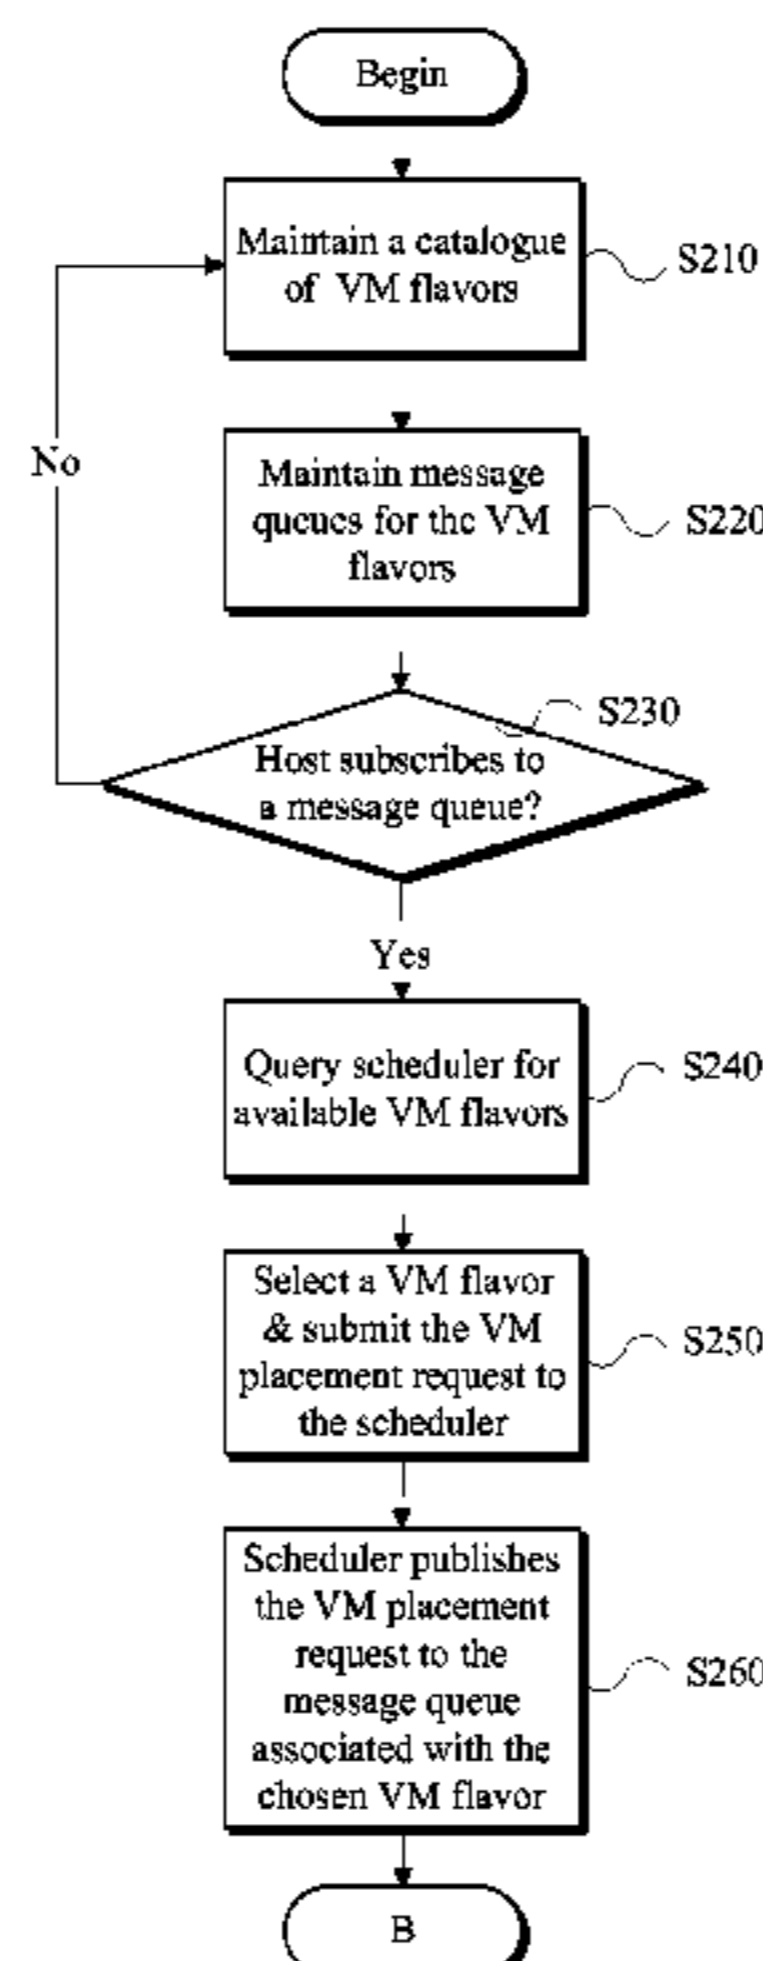 Begin
Maintain a catalogue
of VM flavors
S210
No
Maintain message
queues for the VM
flavors
S220
S230
Host subscribes to
a message queue?
Yes
Query scheduler for
available VM flavors
S240
Select a VM flavor
& submit the VM
placement request to
the scheduler
S250
Scheduler publishes
the VM placement
request to the
message queue
associated with the
chosen VM flavor
S260
B